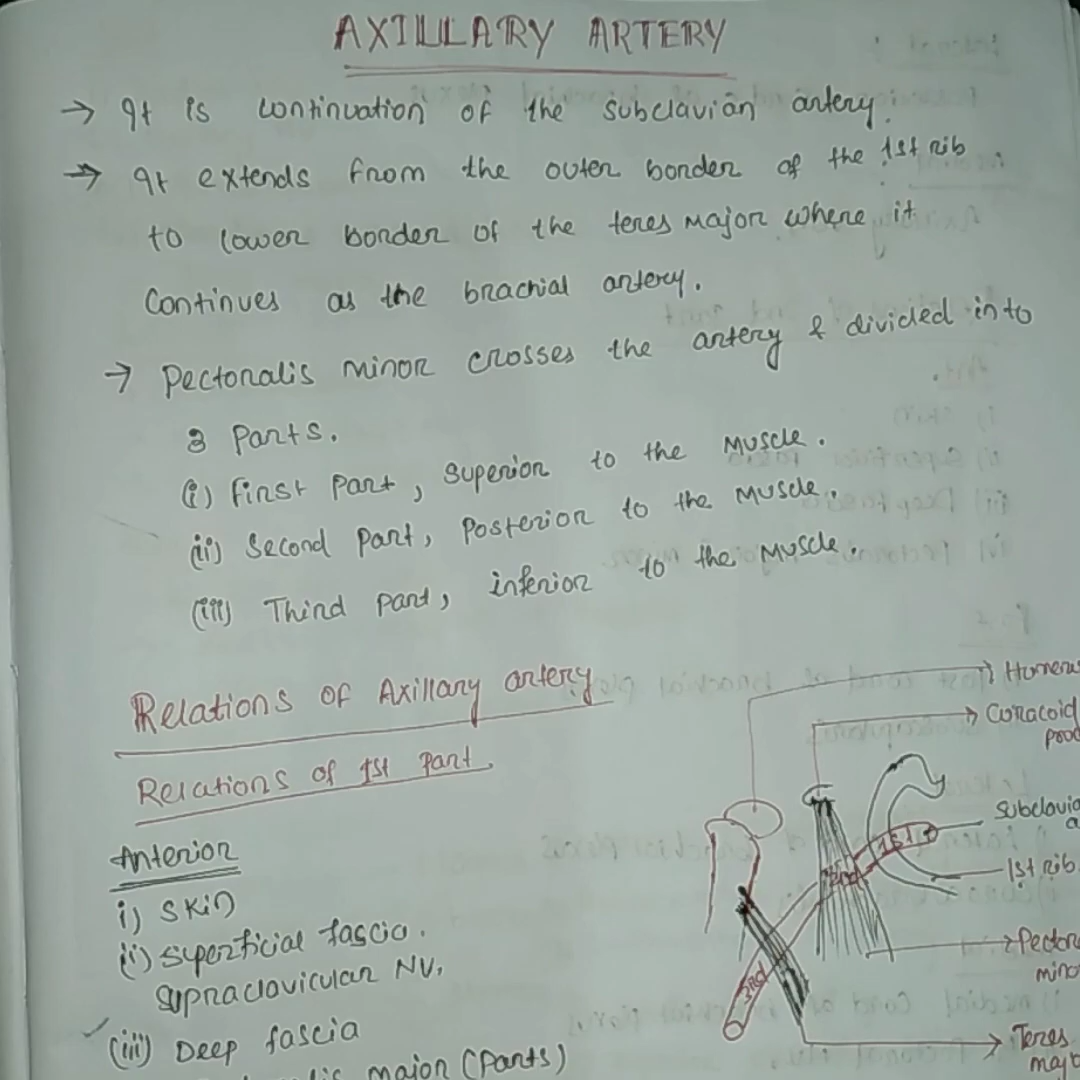 AXILLARY ARTERY
→ It is continuation of the subclavian artery.
→ It extends from the outer border of the 1st rib
to lower border of the teres major where it
continues as the brachial artery.
→ Pectoralis minor crosses the artery & divided into
3 parts.
(i) First part, superior to the muscle.
(ii) Second part, posterior to the muscle.
(iii) Third part, inferior to the muscle.
Relations of Axillary artery
Relations of 1st part
Anterior
i) Skin
(ii) superficial fascia.
supraclavicular NV.
(iii) Deep fascia
major (parts)
Humerus
Coracoid
proc
Subclavia
a
1st rib
Pector
mino
Teres
majo
1st
2nd
3rd